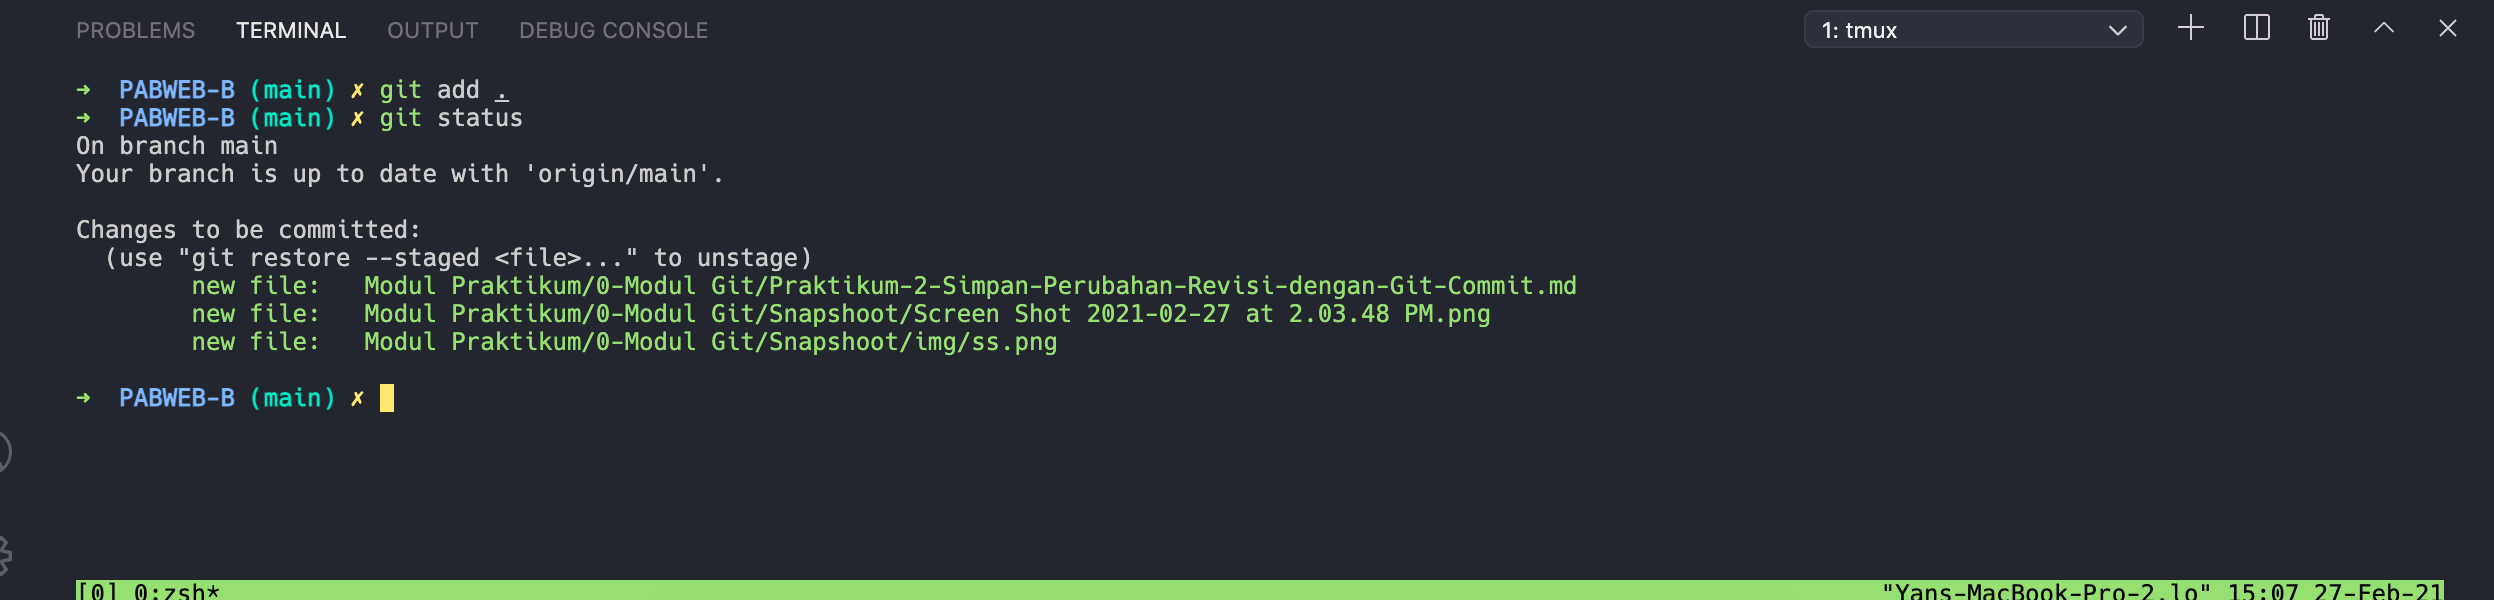 PROBLEMS TERMINAL OUTPUT DEBUG CONSOLE 1: tmux
➜  PABWEB-B (main) ✗ git add .
➜  PABWEB-B (main) ✗ git status
On branch main
Your branch is up to date with 'origin/main'.
Changes to be committed:
  (use "git restore --staged <file>..." to unstage)
        new file:   Modul Praktikum/0-Modul Git/Praktikum-2-Simpan-Perubahan-Revisi-dengan-Git-Commit.md
        new file:   Modul Praktikum/0-Modul Git/Snapshoot/Screen Shot 2021-02-27 at 2.03.48 PM.png
        new file:   Modul Praktikum/0-Modul Git/Snapshoot/img/ss.png
➜  PABWEB-B (main) ✗
[0] 0:zsh* "Yans-MacBook-Pro-2.lo" 15:07 27-Feb-21